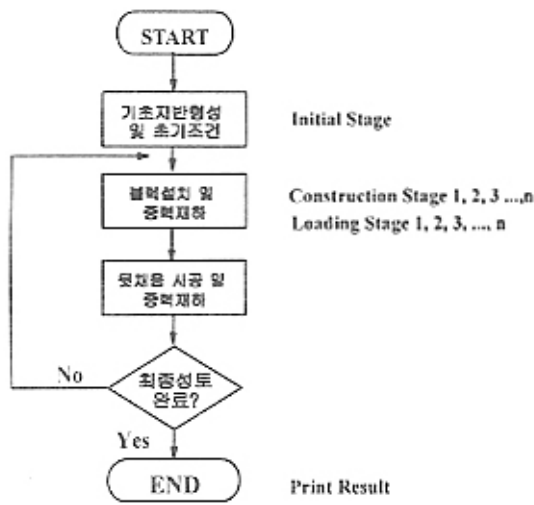 START
기초지반형성
및 초기조건
Initial Stage
블럭설치 및
중력재하
Construction Stage 1, 2, 3 ...,n
Loading Stage 1, 2, 3, ..., n
뒷채움 시공 및
중력재하
No
최종성토
완료?
Yes
END
Print Result